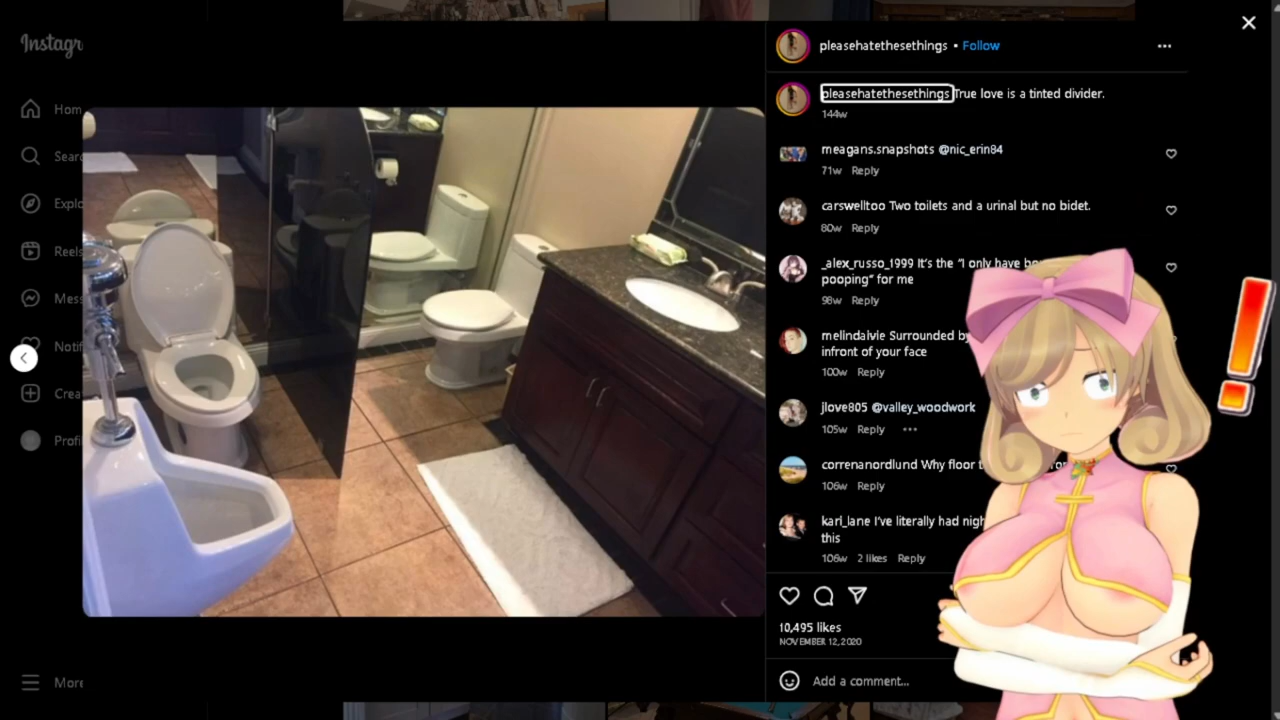 Instagr
pleasehatethesethings • Follow
Hom
pleasehatethesethings True love is a tinted divider.
144w
Sear
meagans.snapshots @nic_erin84
71w Reply
Explo
carswelltoo Two toilets and a urinal but no bidet.
80w Reply
Reels
_alex_russo_1999 It's the "I only have
pooping" for me
98w Reply
Mess
Notif
melindaivie Surrounded by
infront of your face
100w Reply
Crea
jlove805 @valley_woodwork
105w Reply
Profi
correnanordlund Why floor
106w Reply
kari_lane I've literally had
this
106w 2 likes Reply
10,495 likes
NOVEMBER 12, 2020
More
Add a comment...